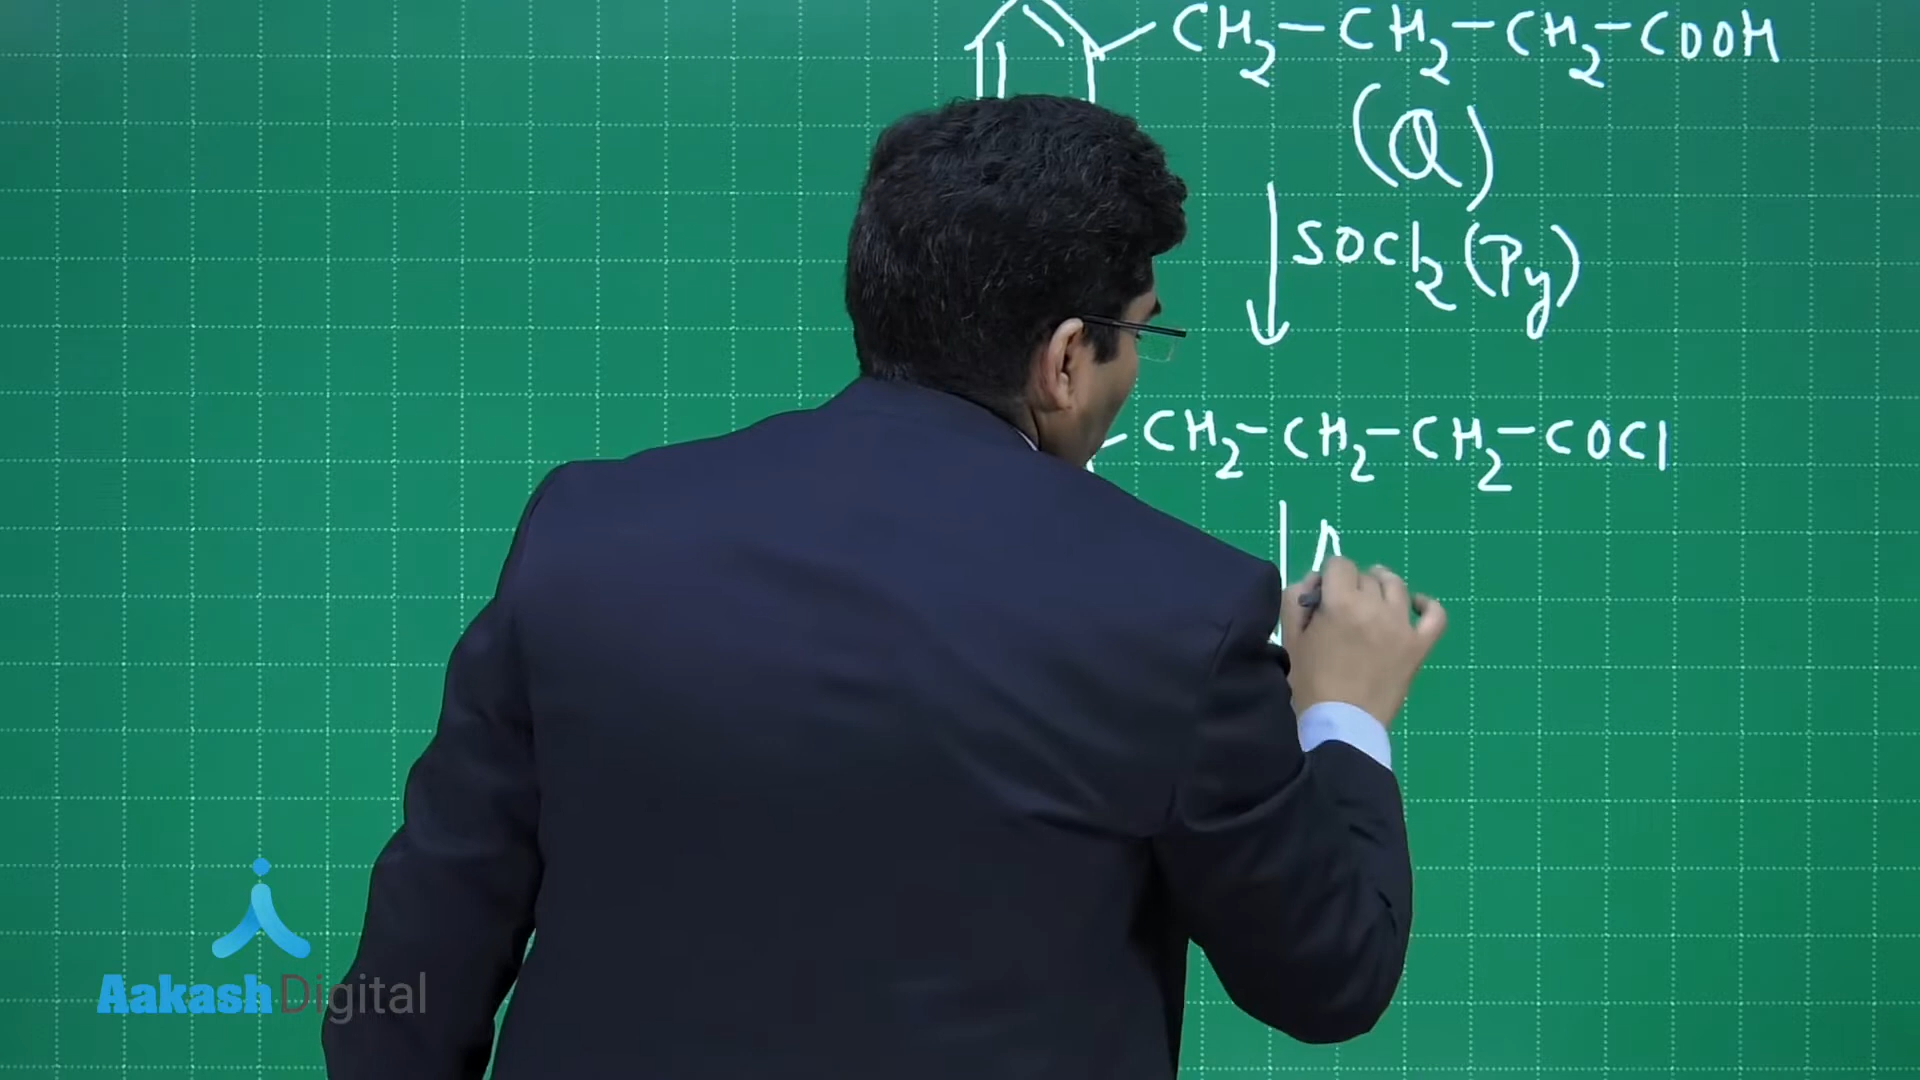 CH₂-CH₂-CH₂-COOH
(Q)
SOCl₂ (Py)
CH₂-CH₂-CH₂-COCl
A
Aakash Digital